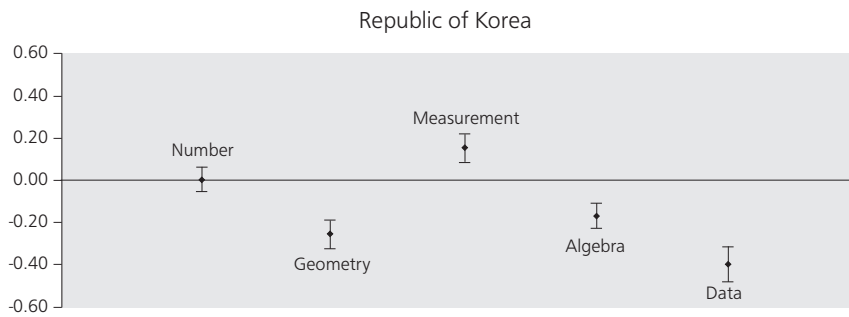 Republic of Korea
0.60
0.40
0.20
0.00
-0.20
-0.40
-0.60
Number
Geometry
Measurement
Algebra
Data